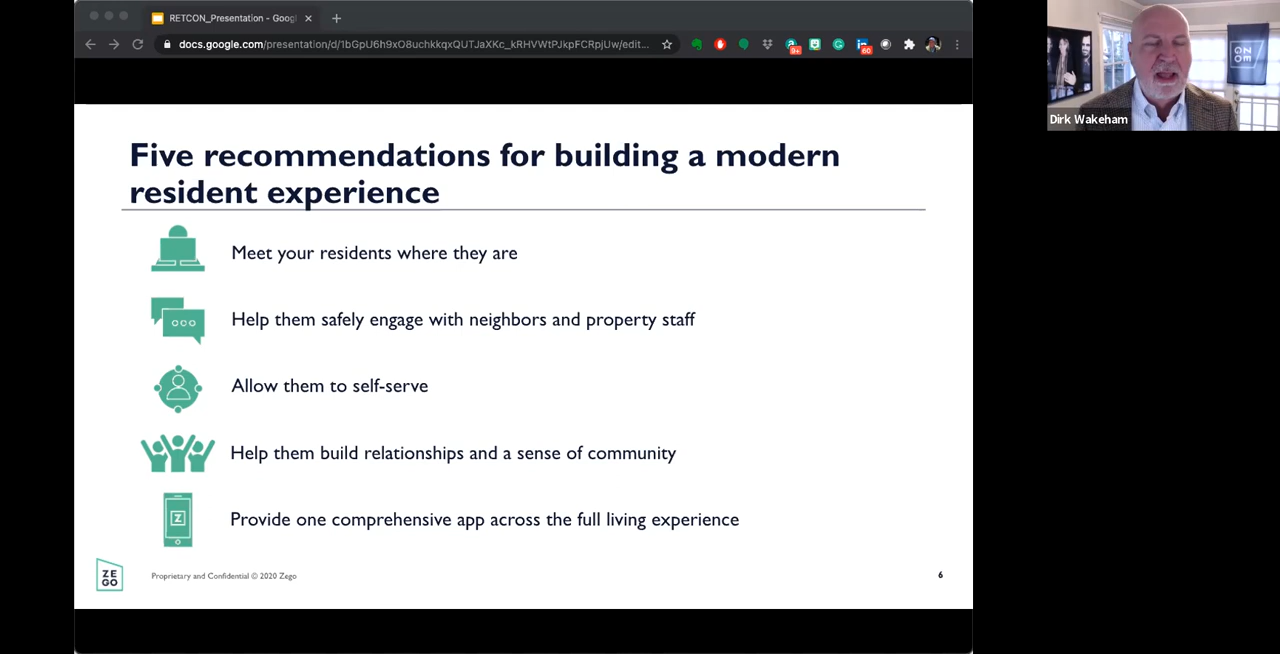 RETCON_Presentation - Googl
docs.google.com/presentation/d/1bGpU6h9xO8uchkkqxQUTJaXKc_kRHVWtPJkpFCRpjUw/edit...
9+
60
Dirk Wakeham
Five recommendations for building a modern
resident experience
Meet your residents where they are
Help them safely engage with neighbors and property staff
Allow them to self-serve
Help them build relationships and a sense of community
Z
Provide one comprehensive app across the full living experience
ZE
GO
Proprietary and Confidential © 2020 Zego
6